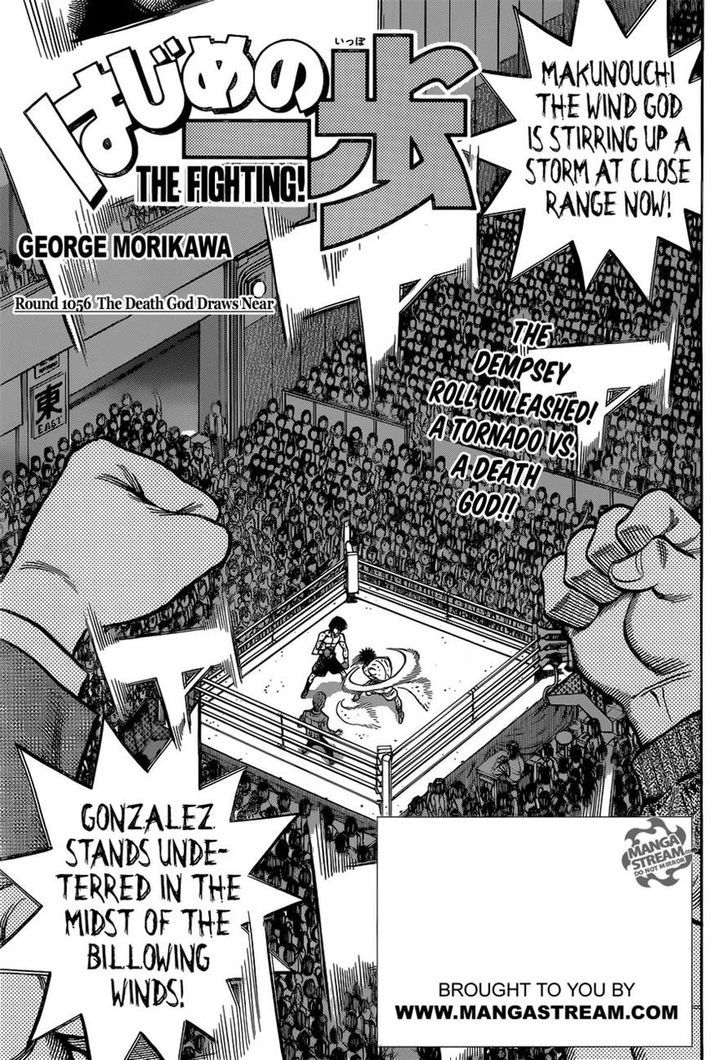 いっぽ
はじめの一歩
THE FIGHTING!
GEORGE MORIKAWA
Round 1056 The Death God Draws Near
MAKUNOUCHI
THE WIND GOD
IS STIRRING UP A
STORM AT CLOSE
RANGE NOW!
THE
DEMPSEY
ROLL UNLEASHED!
A TORNADO VS.
A DEATH
GOD!!
東
EAST
GONZALEZ
STANDS UNDE-
TERRED IN THE
MIDST OF THE
BILLOWING
WINDS!
MANGA
STREAM
DO NOT MIRROR
BROUGHT TO YOU BY
WWW.MANGASTREAM.COM